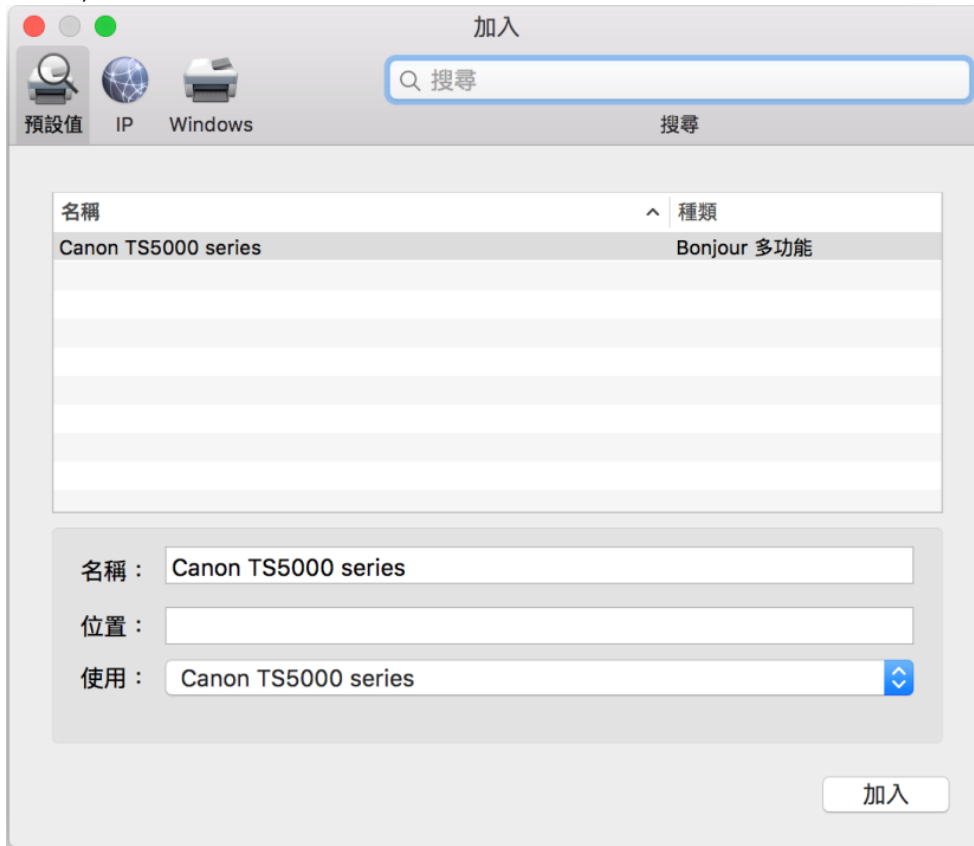 加入
搜尋
預設值 IP Windows 搜尋
名稱 種類
Canon TS5000 series Bonjour 多功能
名稱： Canon TS5000 series
位置：
使用： Canon TS5000 series
加入